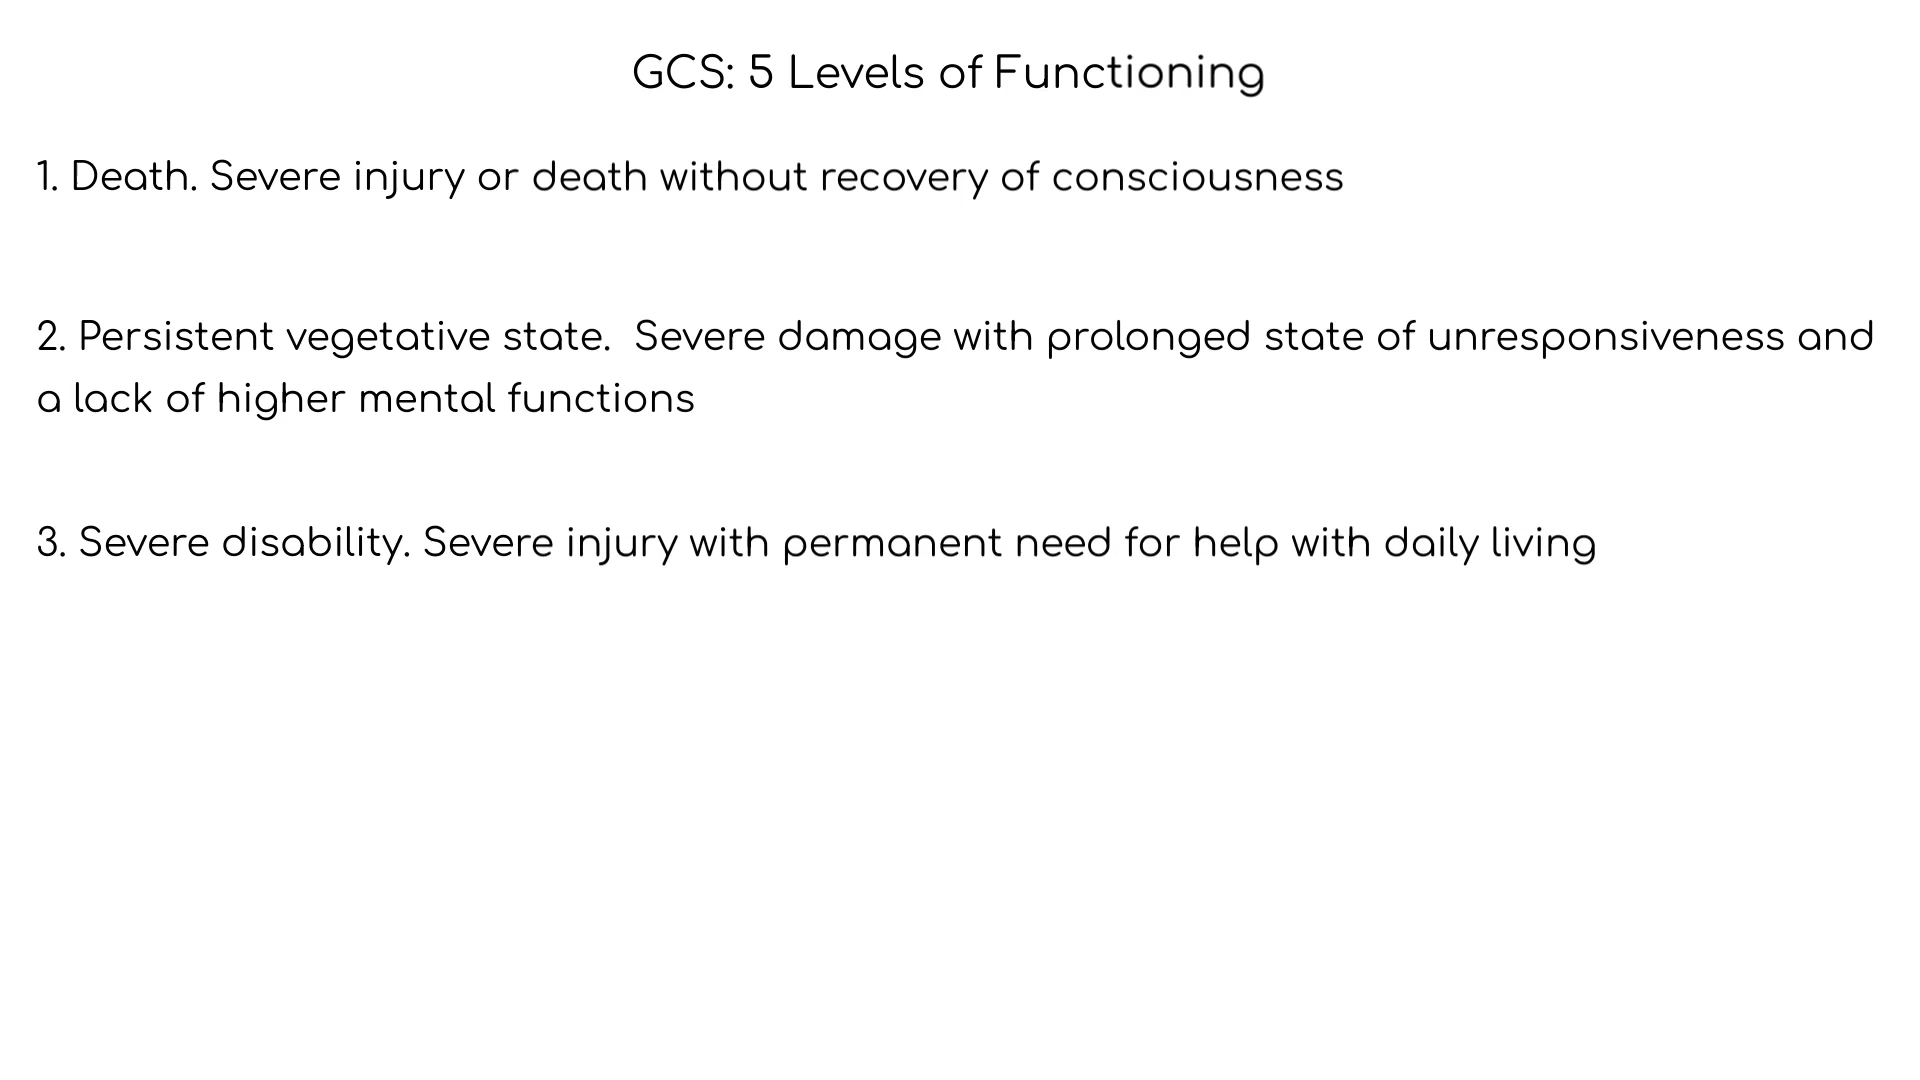 GCS: 5 Levels of Functioning
1. Death. Severe injury or death without recovery of consciousness
2. Persistent vegetative state.  Severe damage with prolonged state of unresponsiveness and
a lack of higher mental functions
3. Severe disability. Severe injury with permanent need for help with daily living